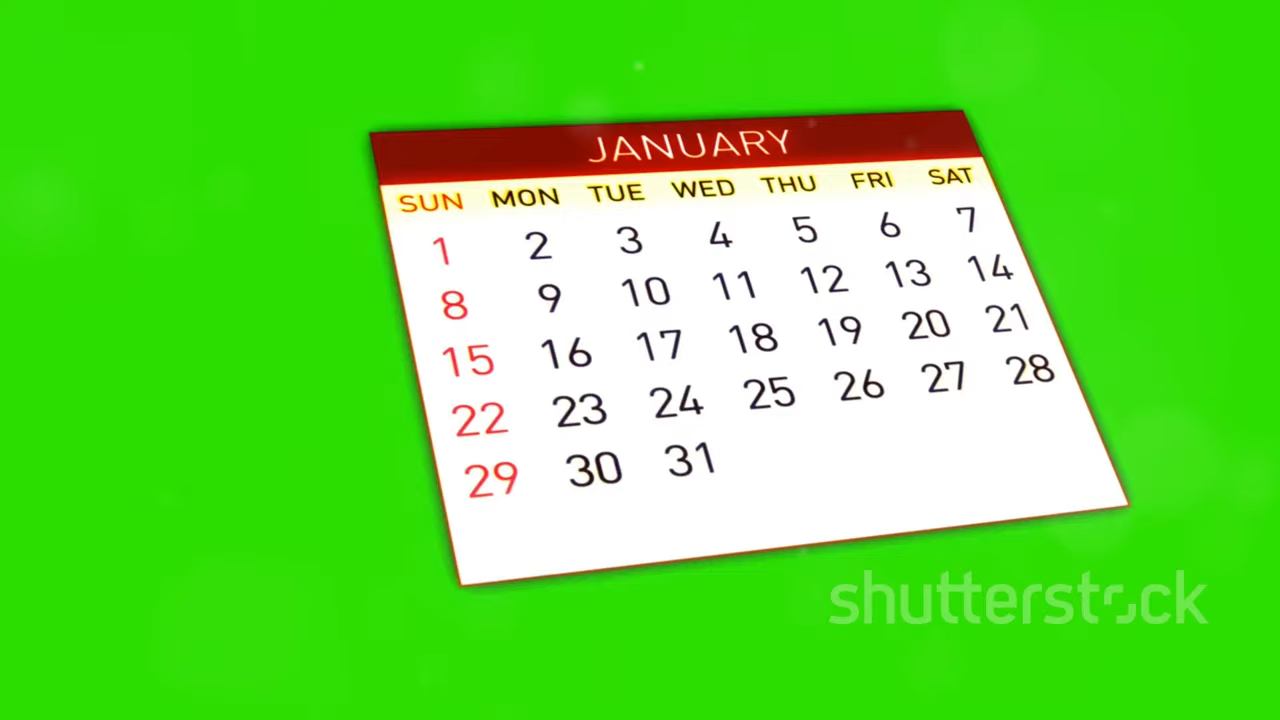 JANUARY
SUN MON TUE WED THU FRI SAT
1 2 3 4 5 6 7
8 9 10 11 12 13 14
15 16 17 18 19 20 21
22 23 24 25 26 27 28
29 30 31
shutterstock